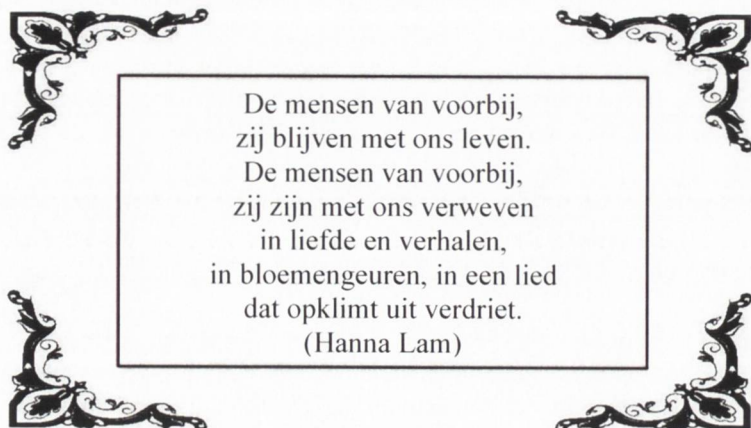 De mensen van voorbij,
zij blijven met ons leven.
De mensen van voorbij,
zij zijn met ons verweven
in liefde en verhalen,
in bloemengeuren, in een lied
dat opklimt uit verdriet.
(Hanna Lam)